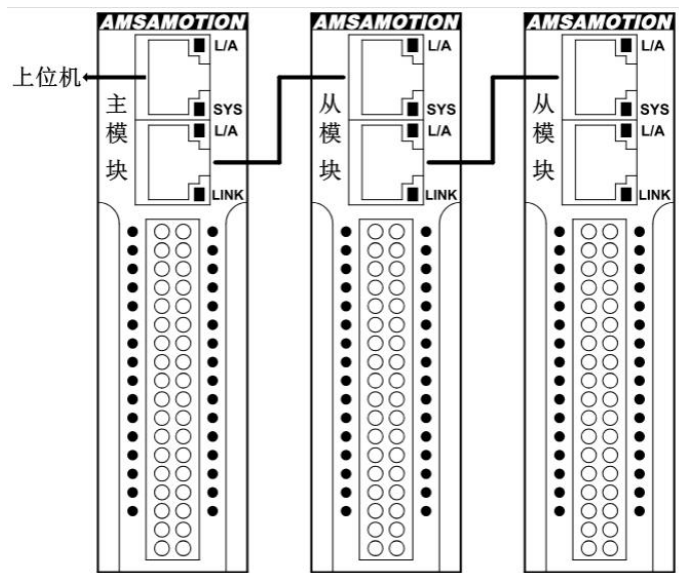 AMSAMOTION
L/A
上位机
SYS
主模块
L/A
LINK
AMSAMOTION
L/A
SYS
从模块
L/A
LINK
AMSAMOTION
L/A
SYS
从模块
L/A
LINK